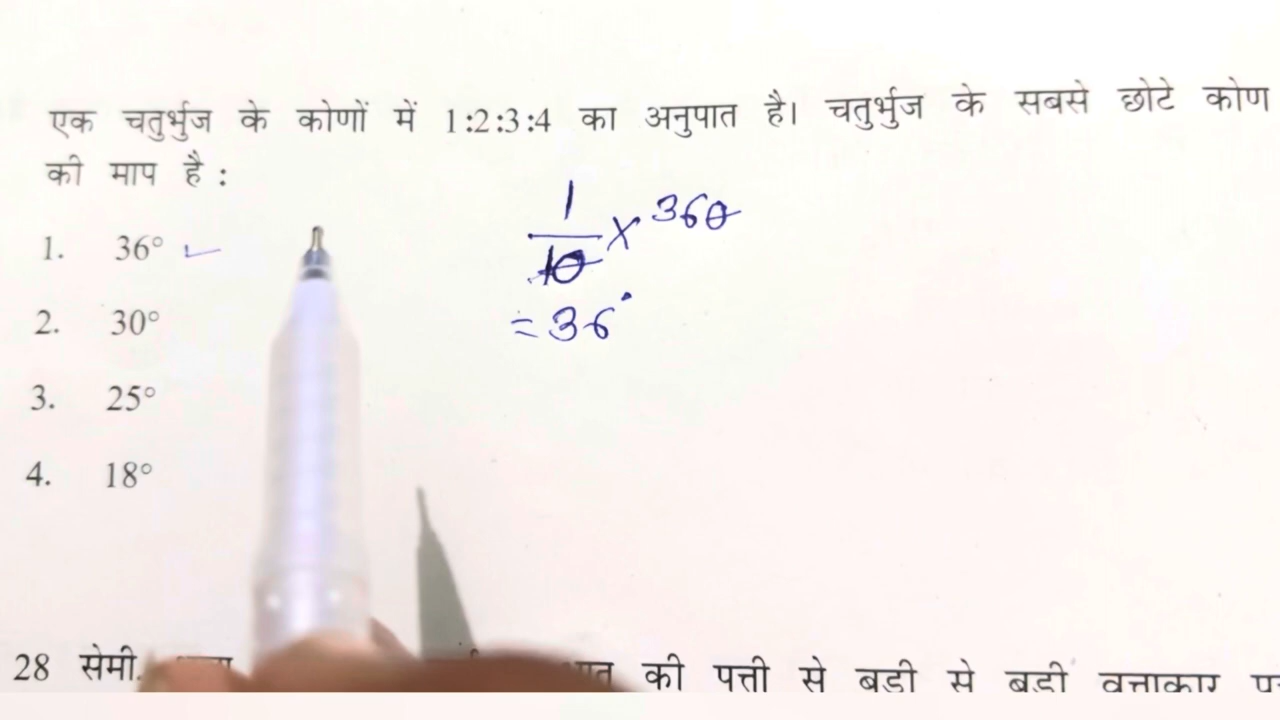 एक चतुर्भुज के कोणों में 1:2:3:4 का अनुपात है। चतुर्भुज के सबसे छोटे कोण
की माप है :
1. 36°
2. 30°
3. 25°
4. 18°
1
10 × 360
= 36°
28 सेमी. की पत्ती से बड़ी से बड़ी वृत्ताकार